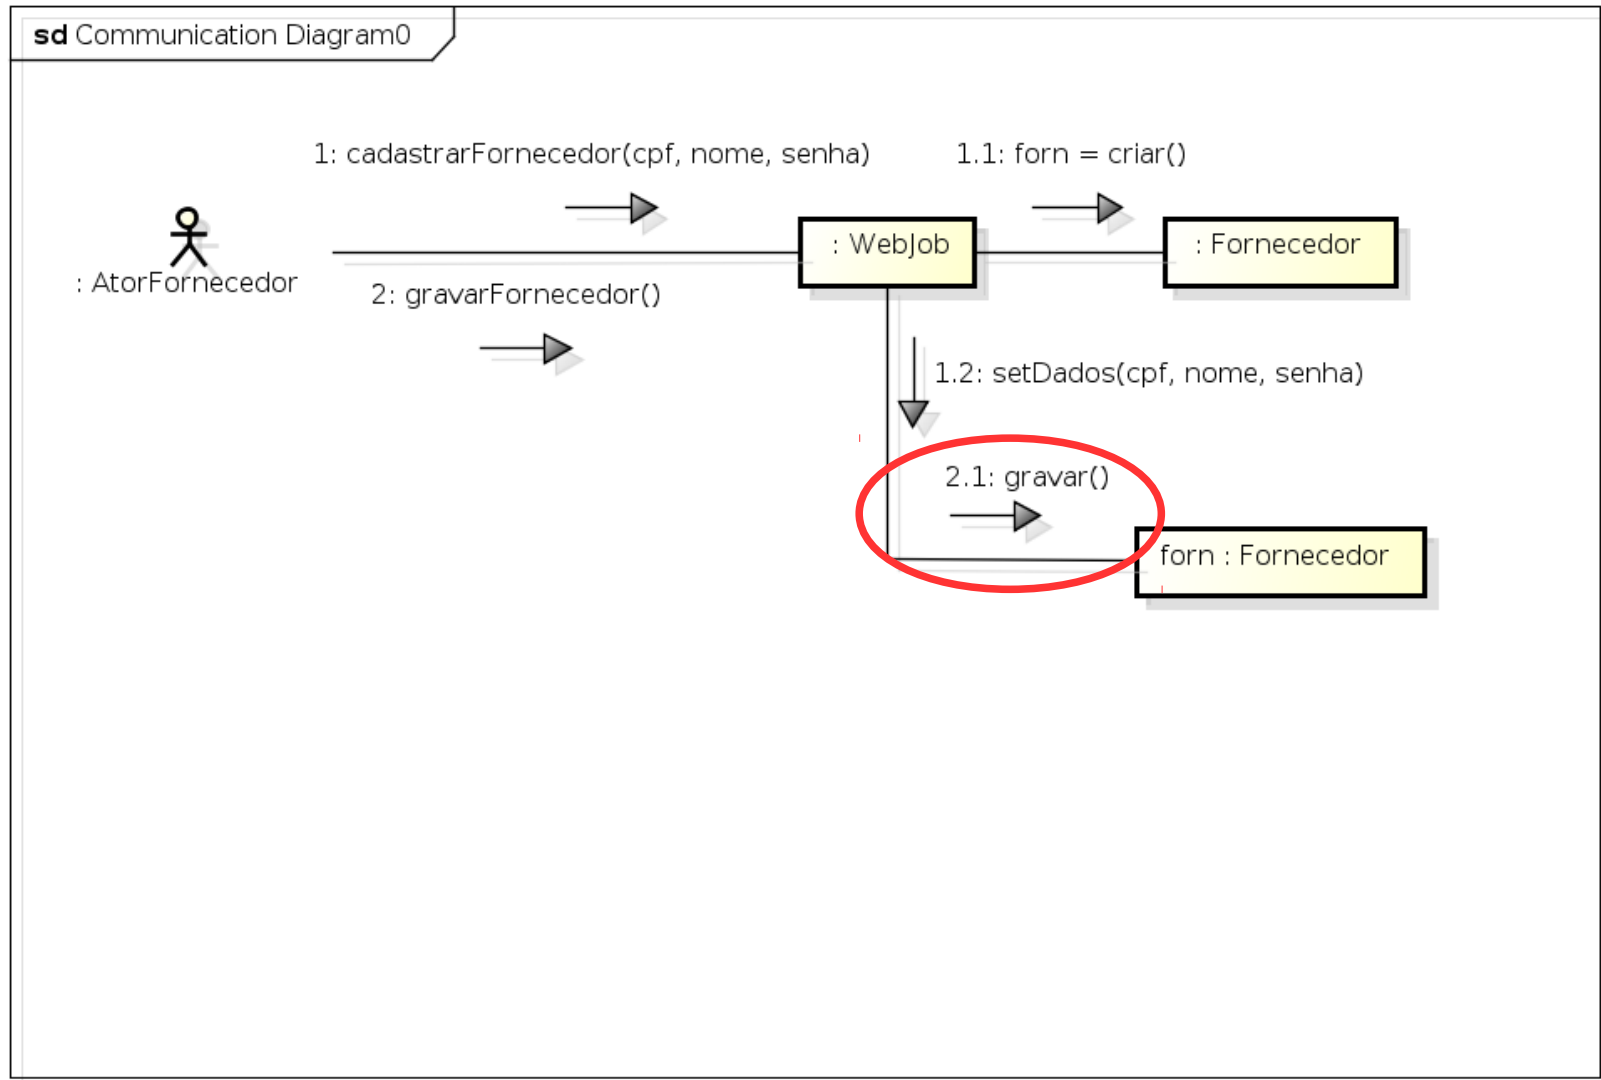 sd Communication Diagram0
1: cadastrarFornecedor(cpf, nome, senha)
1.1: forn = criar()
: WebJob
: Fornecedor
: AtorFornecedor
2: gravarFornecedor()
1.2: setDados(cpf, nome, senha)
2.1: gravar()
forn : Fornecedor